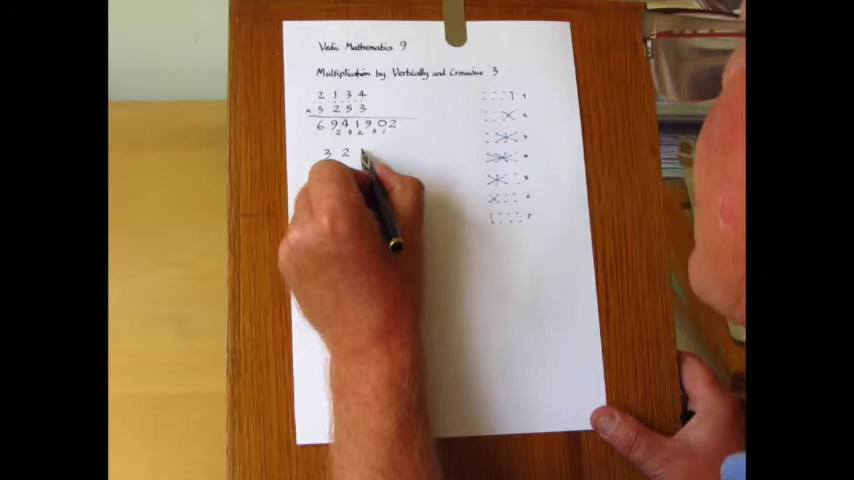 Vedic Mathematics 9
Multiplication by Vertically and Crosswise 3
2 1 3 4
x 3 2 5 3
6 9 4 1 9 0 2
2 3 2 3 1
3 2
1
2
3
4
5
6
7